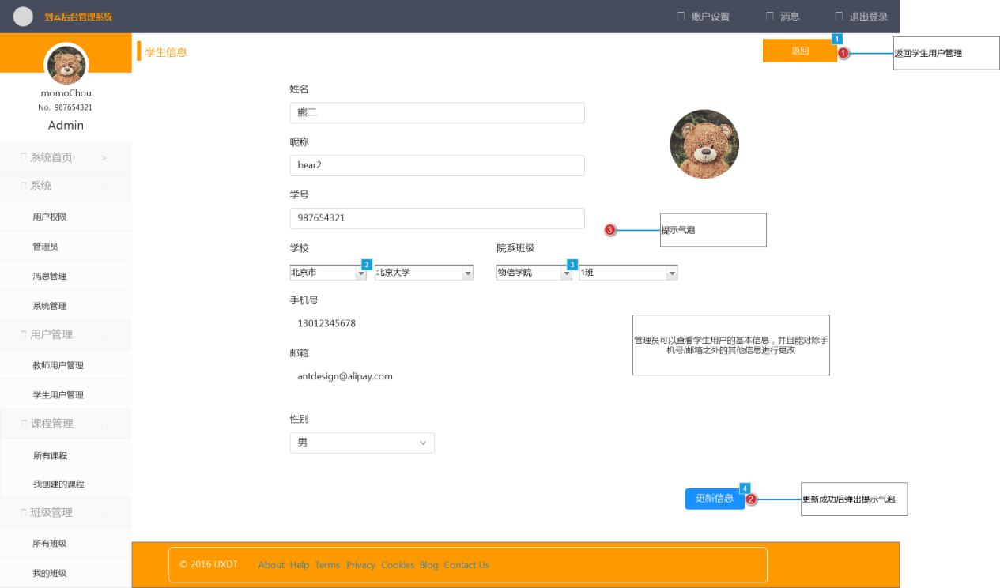 到云后台管理系统
账户设置
消息
退出登录
momoChou
No. 987654321
Admin
系统首页 >
系统
用户权限
管理员
消息管理
系统管理
用户管理
教师用户管理
学生用户管理
课程管理
所有课程
我创建的课程
班级管理
所有班级
我的班级
学生信息
返回
1
1
返回学生用户管理
姓名
熊二
昵称
bear2
学号
987654321
3
提示气泡
学校
院系班级
北京市
2
北京大学
物信学院
3
1班
手机号
13012345678
管理员可以查看学生用户的基本信息，并且能对除手
机号/邮箱之外的其他信息进行更改
邮箱
antdesign@alipay.com
性别
男
更新信息
4
2
更新成功后弹出提示气泡
© 2016 UXDT About Help Terms Privacy Cookies Blog Contact Us